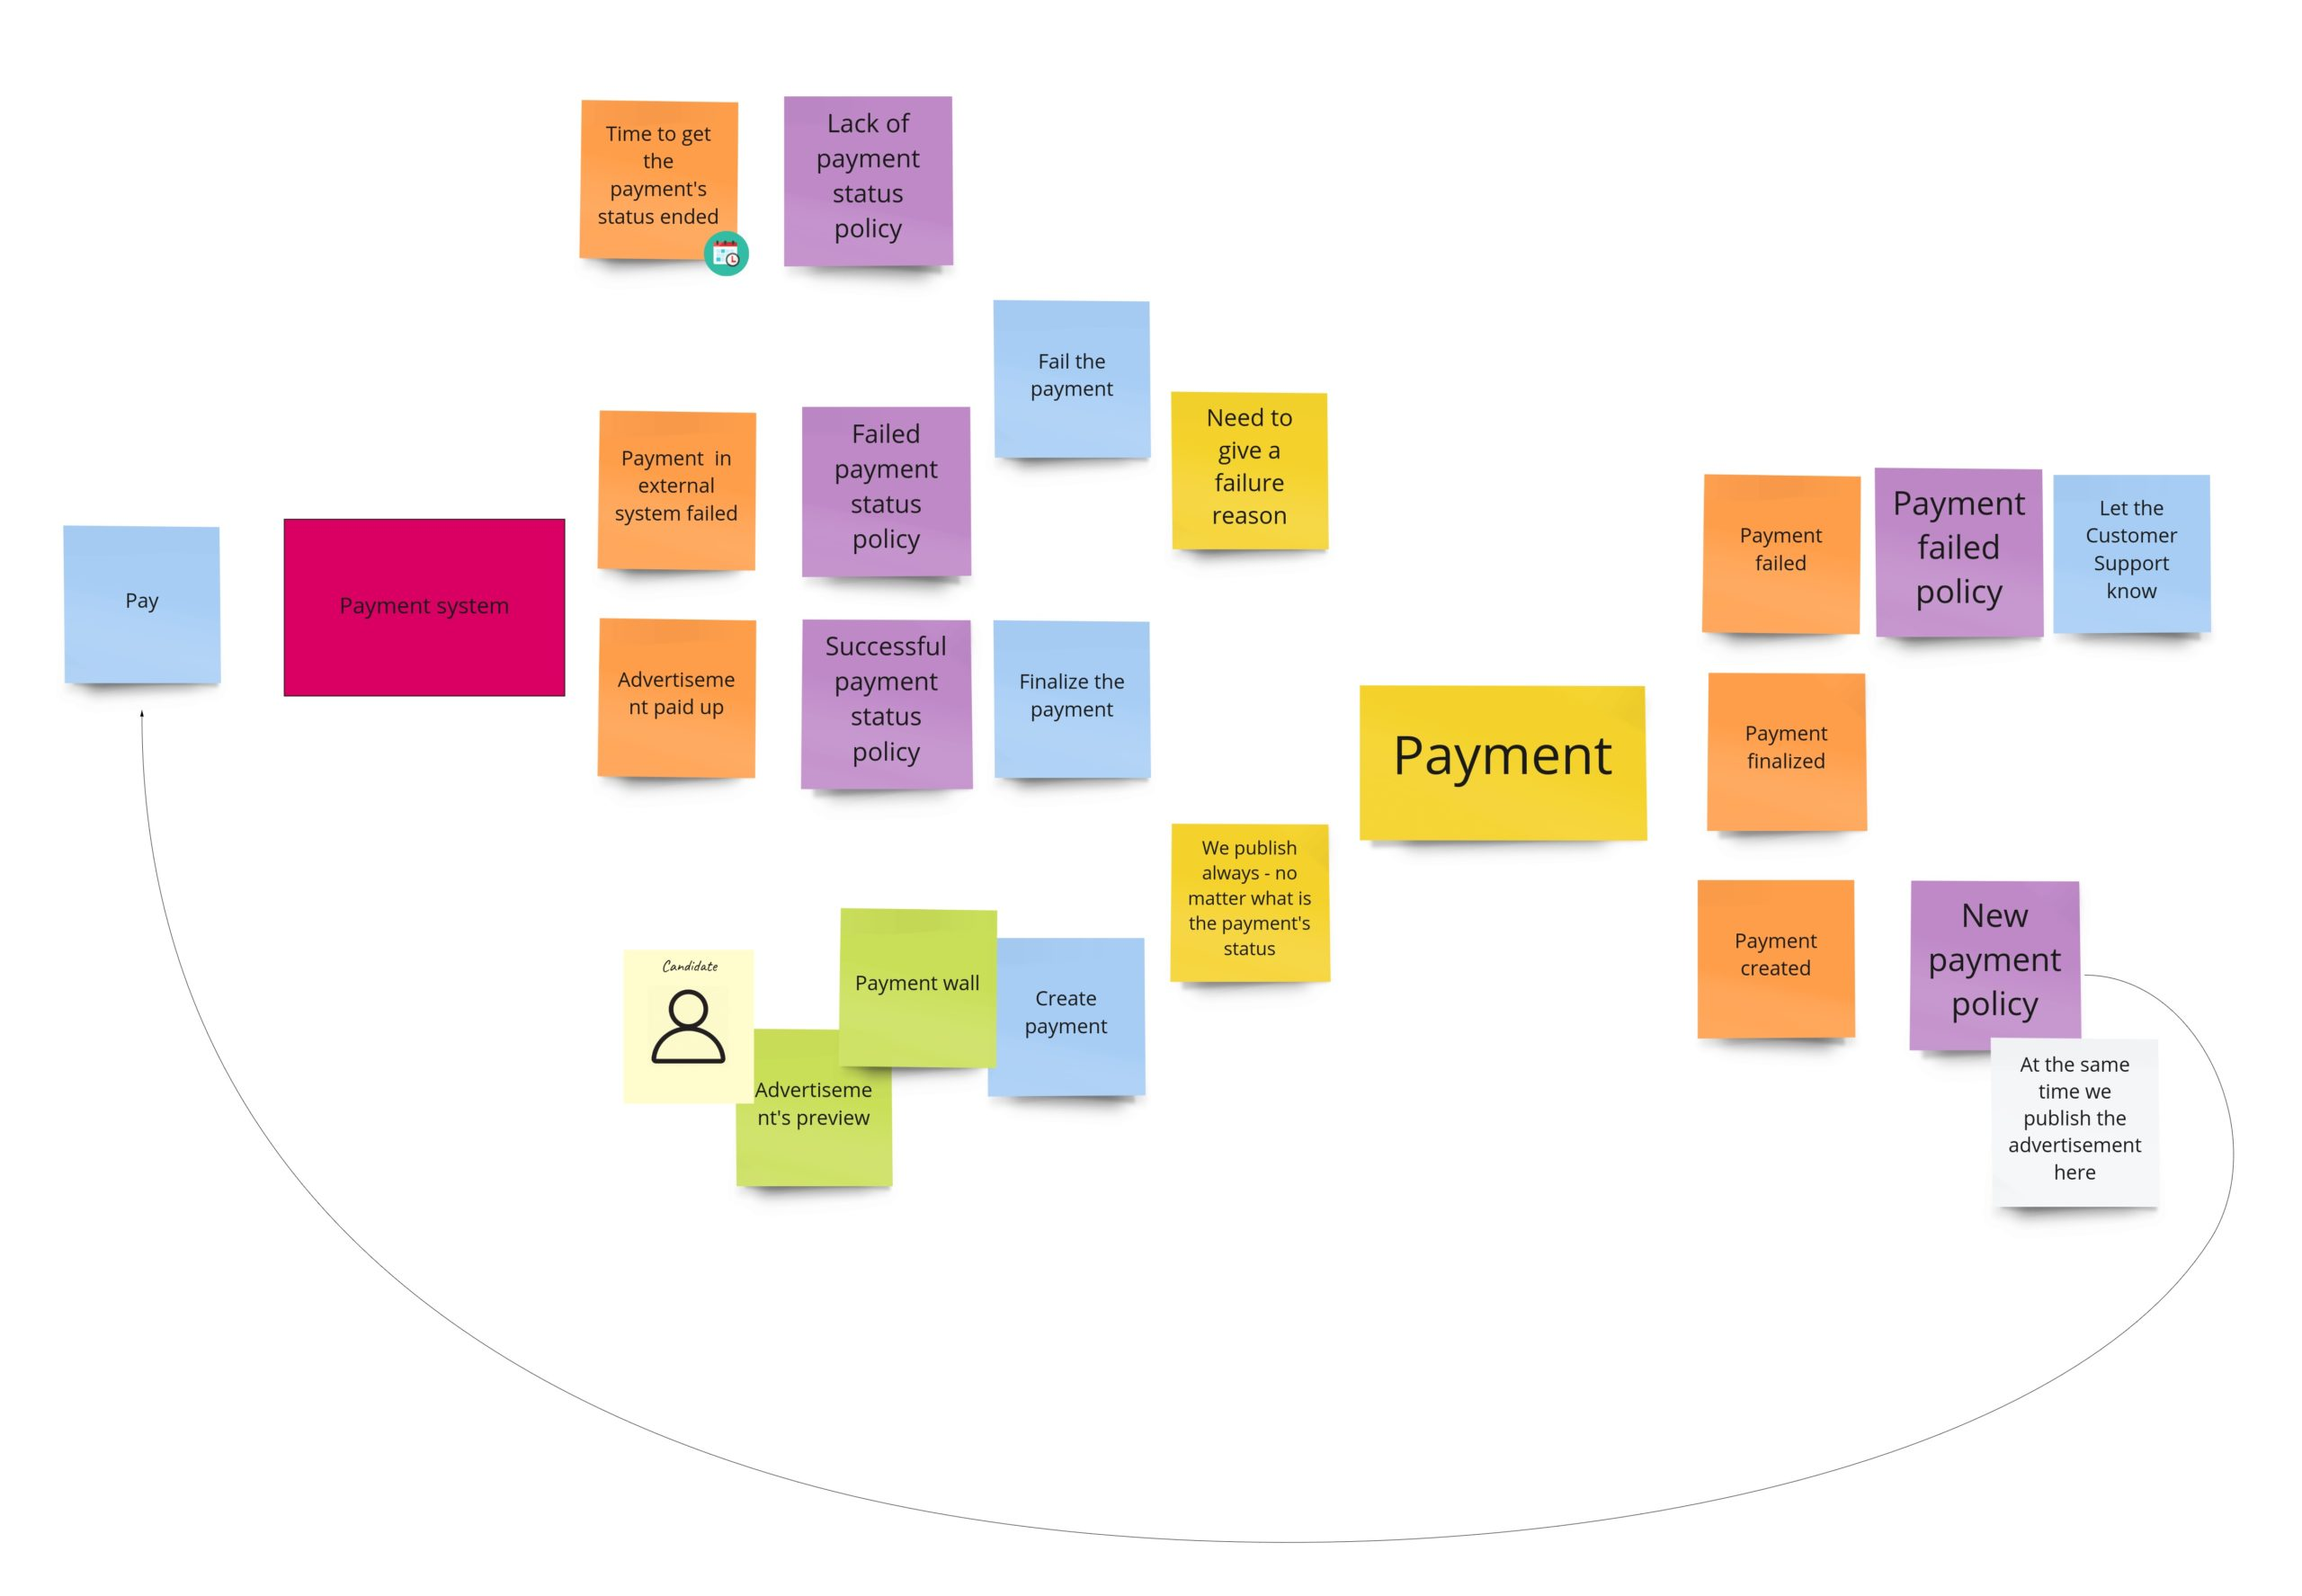 Time to get
the
payment's
status ended
Lack of
payment
status
policy
Fail the
payment
Payment  in
external
system failed
Failed
payment
status
policy
Need to
give a
failure
reason
Payment
failed
Payment
failed
policy
Let the
Customer
Support
know
Pay
Payment system
Advertiseme
nt paid up
Successful
payment
status
policy
Finalize the
payment
Payment
Payment
finalized
We publish
always - no
matter what is
the payment's
status
Candidate
Payment wall
Advertiseme
nt's preview
Create
payment
Payment
created
New
payment
policy
At the same
time we
publish the
advertisement
here